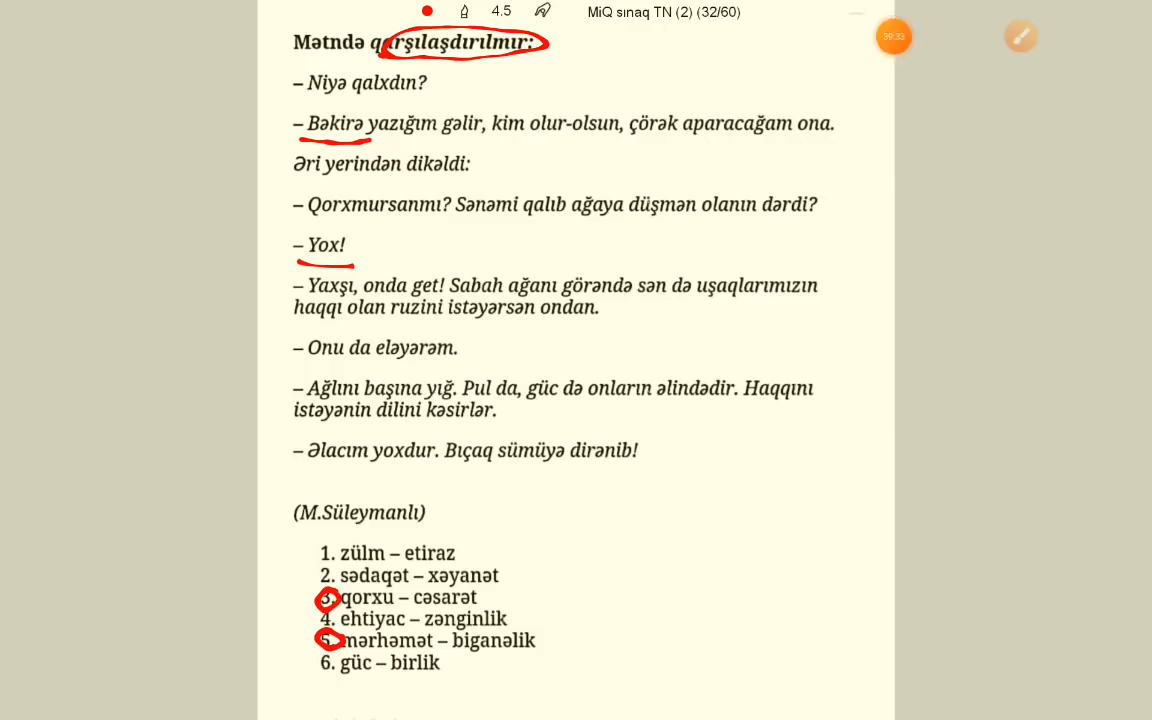 4.5 MiQ sınaq TN (2) (32/60)
39:33
Mətndə qarşılaşdırılmır:
– Niyə qalxdın?
– Bəkirə yazığım gəlir, kim olur-olsun, çörək aparacağam ona.
Əri yerindən dikəldi:
– Qorxmursanmı? Sənəmi qalıb ağaya düşmən olanın dərdi?
– Yox!
– Yaxşı, onda get! Sabah ağanı görəndə sən də uşaqlarımızın
haqqı olan ruzini istəyərsən ondan.
– Onu da eləyərəm.
– Ağlını başına yığ. Pul da, güc də onların əlindədir. Haqqını
istəyənin dilini kəsirlər.
– Əlacım yoxdur. Bıçaq sümüyə dirənib!
(M.Süleymanlı)
1. zülm – etiraz
2. sədaqət – xəyanət
3. qorxu – cəsarət
4. ehtiyac – zənginlik
5. mərhəmət – biganəlik
6. güc – birlik